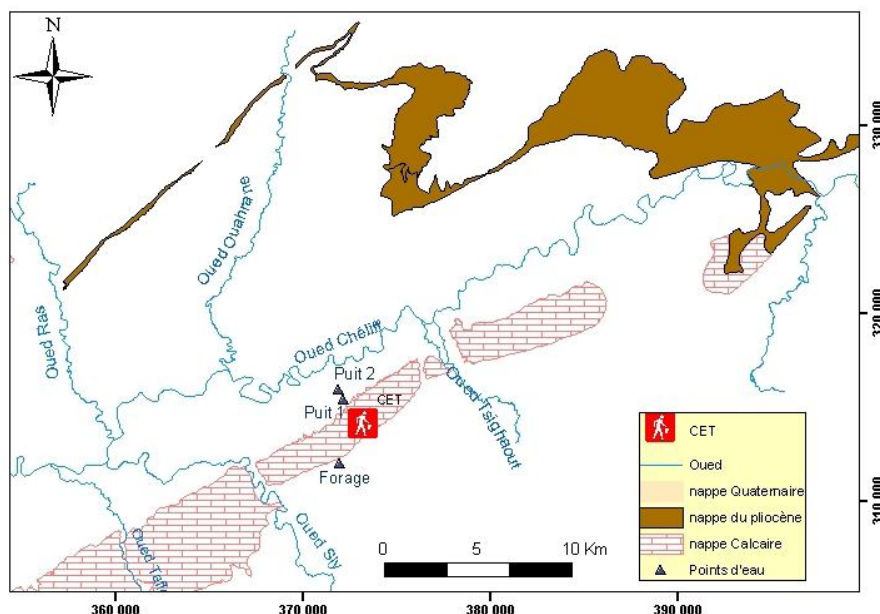 N
330 000
Oued Ouahrane
Oued Ras
320 000
Oued Chéliff
Puit 2
CET
Puit 1
Oued Tsighaout
Forage
Oued Sly
310 000
CET
Oued
nappe Quaternaire
nappe du pliocène
nappe Calcaire
Points d'eau
0 5 10 Km
360 000 370 000 380 000 390 000